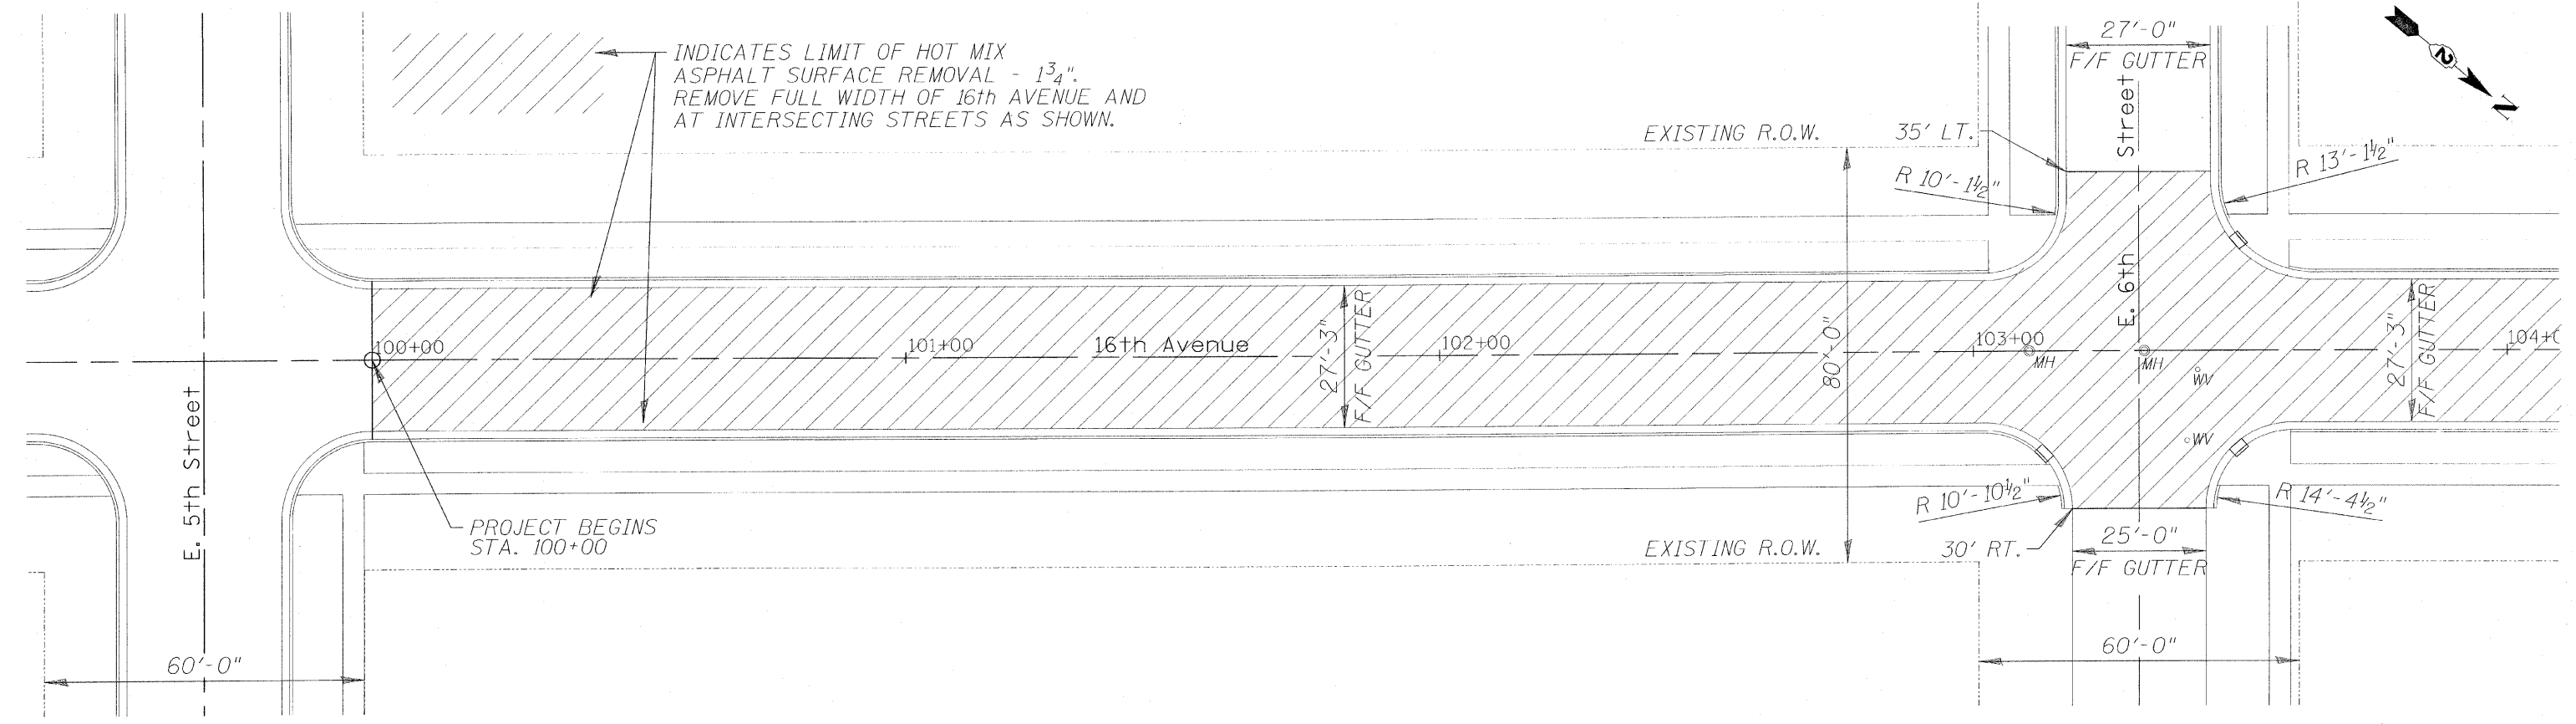 INDICATES LIMIT OF HOT MIX
ASPHALT SURFACE REMOVAL - 1¾".
REMOVE FULL WIDTH OF 16th AVENUE AND
AT INTERSECTING STREETS AS SHOWN.
27'-0"
F/F GUTTER
2
N
EXISTING R.O.W.
35' LT.
R 10'-1½"
R 13'-1½"
E. 6th Street
100+00
101+00
16th Avenue
102+00
27'-3"
F/F GUTTER
80'-0"
103+00
MH
MH
WV
WV
27'-3"
F/F GUTTER
104+0
E. 5th Street
PROJECT BEGINS
STA. 100+00
R 10'-10½"
R 14'-4½"
EXISTING R.O.W.
30' RT.
25'-0"
F/F GUTTER
60'-0"
60'-0"